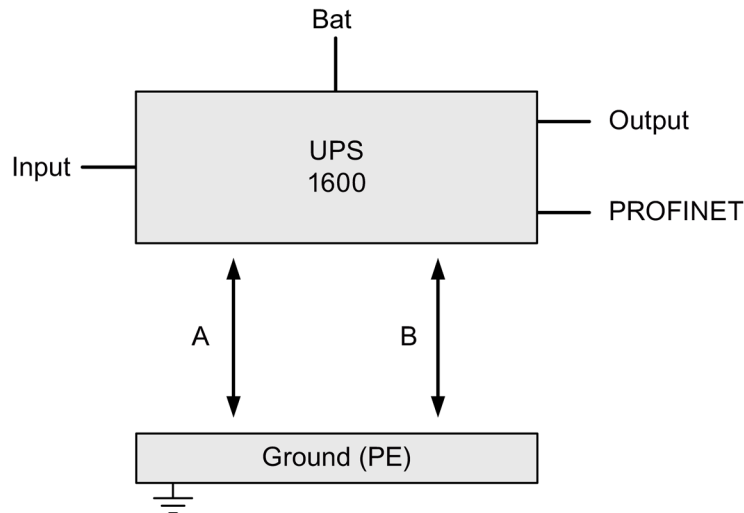 Bat
Input
UPS
1600
Output
PROFINET
A
B
Ground (PE)